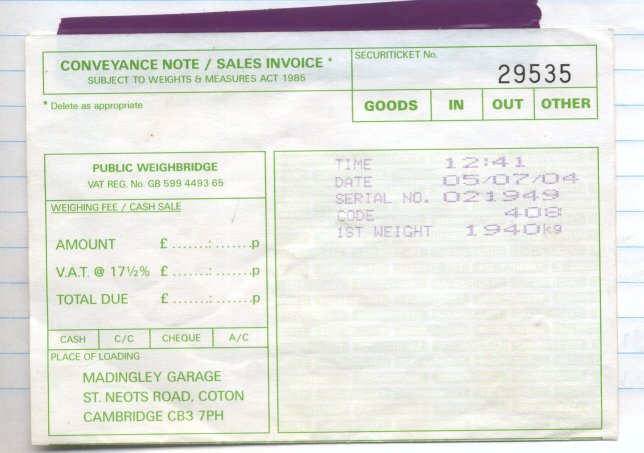 CONVEYANCE NOTE / SALES INVOICE *
SUBJECT TO WEIGHTS & MEASURES ACT 1985
SECURITICKET No.
29535
* Delete as appropriate
GOODS IN OUT OTHER
PUBLIC WEIGHBRIDGE
VAT REG. No. GB 599 4493 65
WEIGHING FEE / CASH SALE
AMOUNT £ .......: .......p
V.A.T. @ 17½% £ .......: .......p
TOTAL DUE £ .......: .......p
CASH C/C CHEQUE A/C
PLACE OF LOADING
MADINGLEY GARAGE
ST. NEOTS ROAD, COTON
CAMBRIDGE CB3 7PH
TIME 12:41
DATE 05/07/04
SERIAL NO. 021949
CODE 408
1ST WEIGHT 1940kg